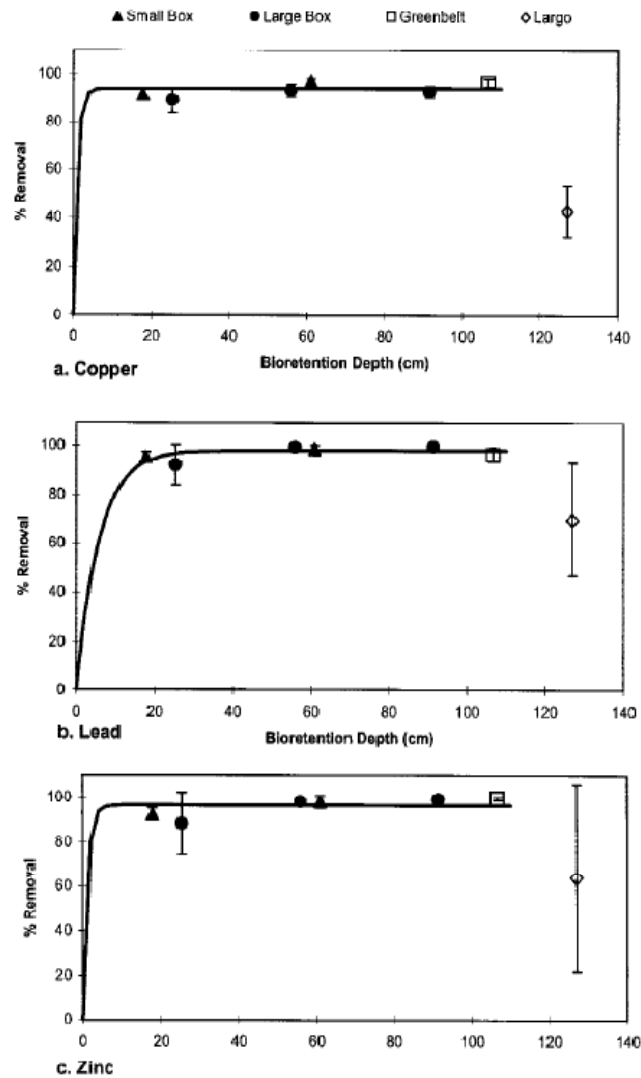 ▲ Small Box ● Large Box □ Greenbelt ◇ Largo
100
80
60
40
20
0
% Removal
0 20 40 60 80 100 120 140
Bioretention Depth (cm)
a. Copper
100
80
60
40
20
0
% Removal
0 20 40 60 80 100 120 140
Bioretention Depth (cm)
b. Lead
100
80
60
40
20
0
% Removal
0 20 40 60 80 100 120 140
c. Zinc